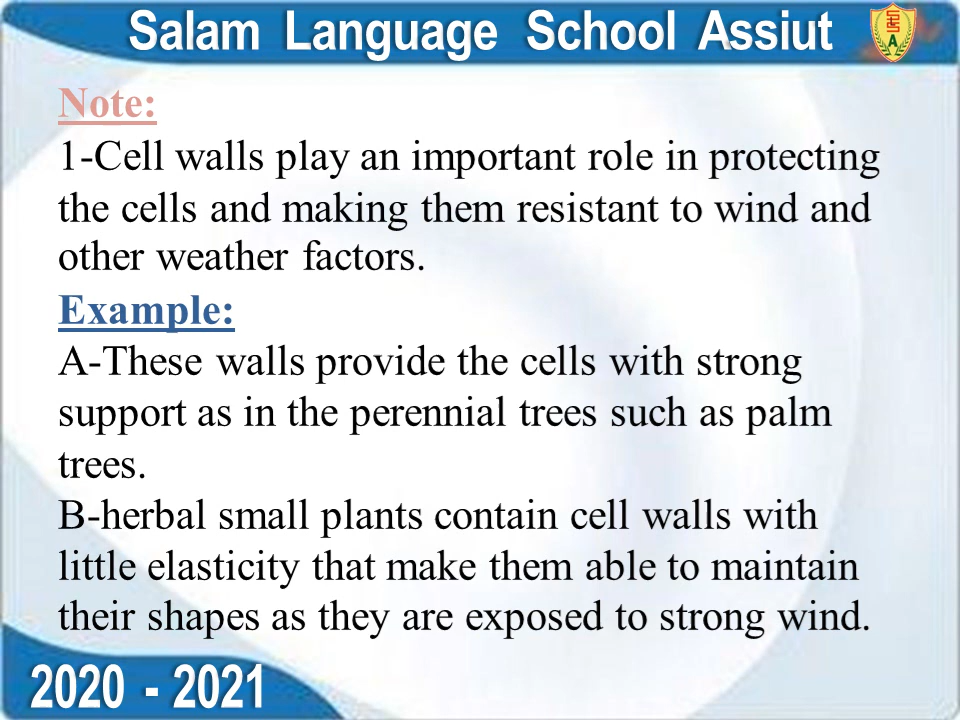 Salam Language School Assiut
Note:
1-Cell walls play an important role in protecting
the cells and making them resistant to wind and
other weather factors.
Example:
A-These walls provide the cells with strong
support as in the perennial trees such as palm
trees.
B-herbal small plants contain cell walls with
little elasticity that make them able to maintain
their shapes as they are exposed to strong wind.
2020 - 2021